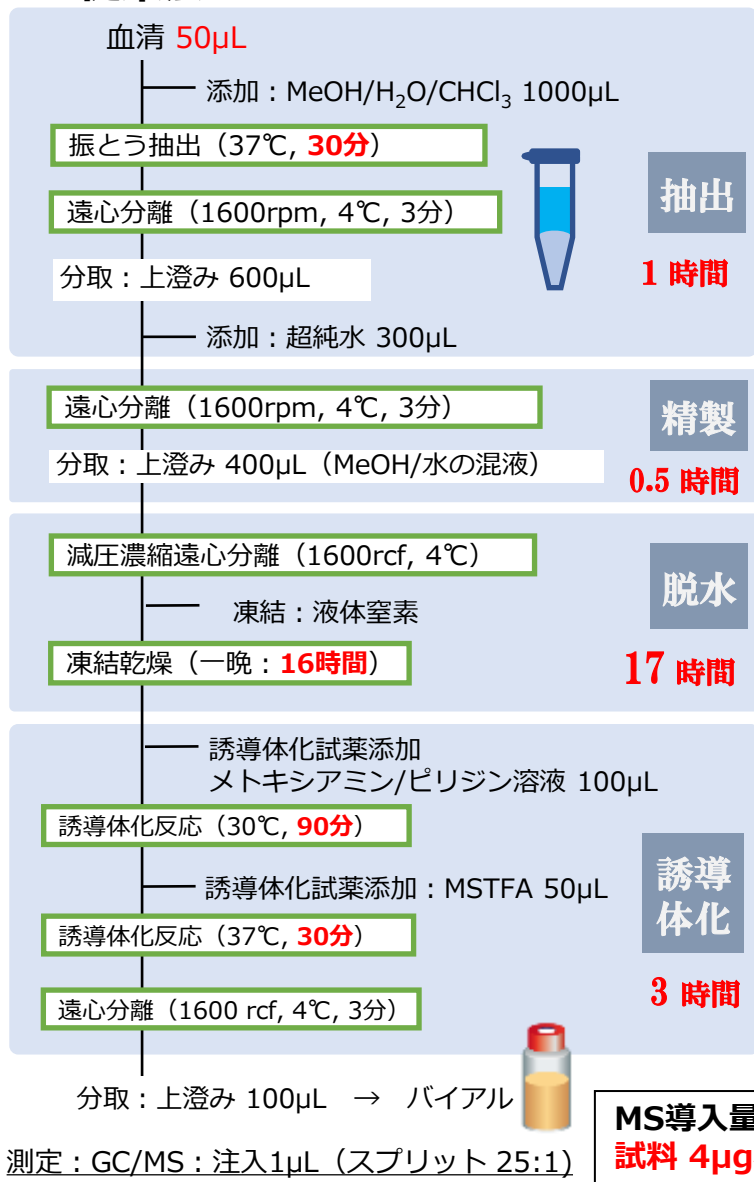 血清 50μL
添加：MeOH/H₂O/CHCl₃ 1000μL
振とう抽出（37℃, 30分）
遠心分離（1600rpm, 4℃, 3分）
抽出
分取：上澄み 600μL
1 時間
添加：超純水 300μL
遠心分離（1600rpm, 4℃, 3分）
精製
分取：上澄み 400μL（MeOH/水の混液）
0.5 時間
減圧濃縮遠心分離（1600rcf, 4℃）
脱水
凍結：液体窒素
凍結乾燥（一晩：16時間）
17 時間
誘導体化試薬添加
メトキシアミン/ピリジン溶液 100μL
誘導体化反応（30℃, 90分）
誘導
体化
誘導体化試薬添加：MSTFA 50μL
誘導体化反応（37℃, 30分）
3 時間
遠心分離（1600 rcf, 4℃, 3分）
分取：上澄み 100μL → バイアル
MS導入量
試料 4μg
測定：GC/MS：注入1μL（スプリット 25:1)